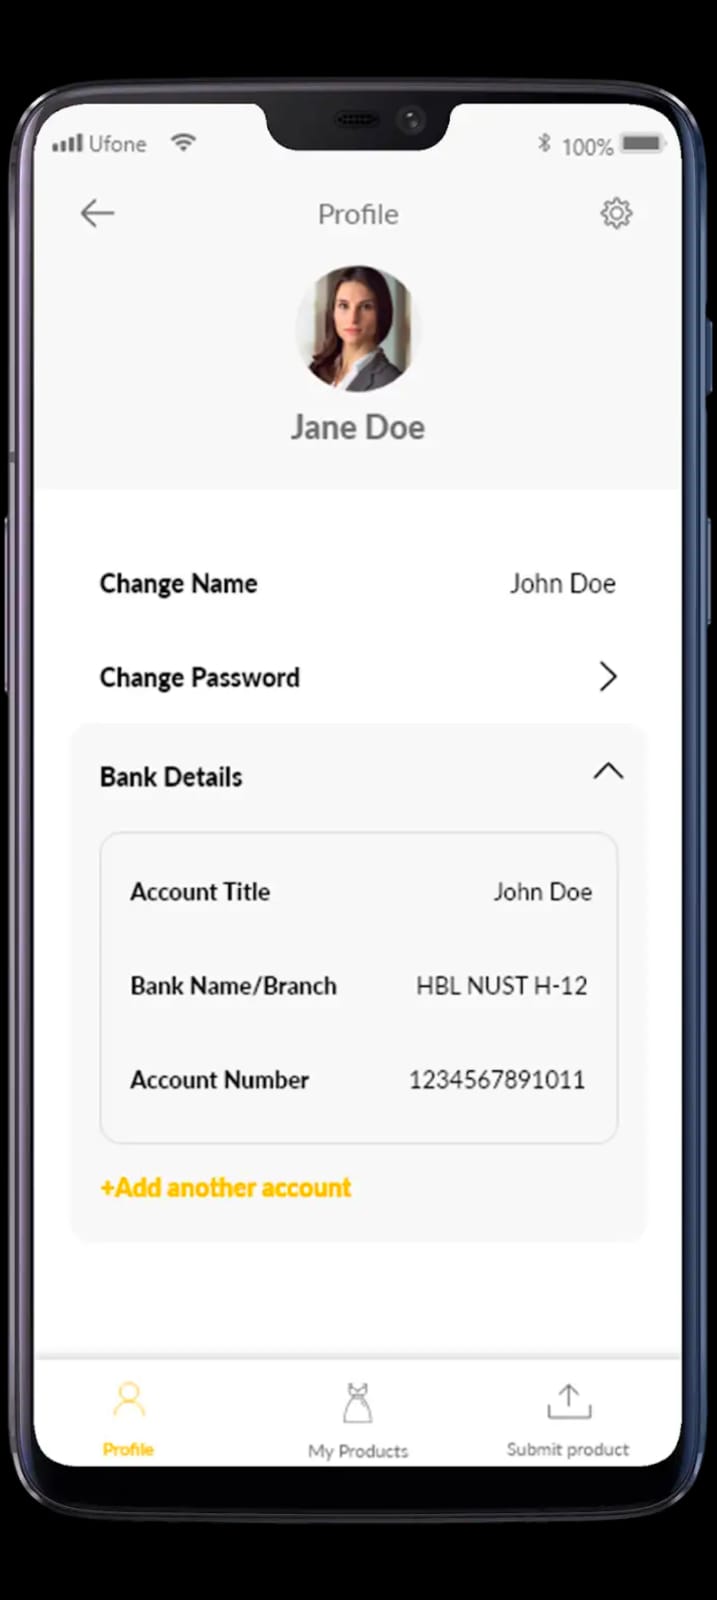 Ufone 100%
Profile
Jane Doe
Change Name John Doe
Change Password
Bank Details
Account Title John Doe
Bank Name/Branch HBL NUST H-12
Account Number 1234567891011
+Add another account
Profile My Products Submit product